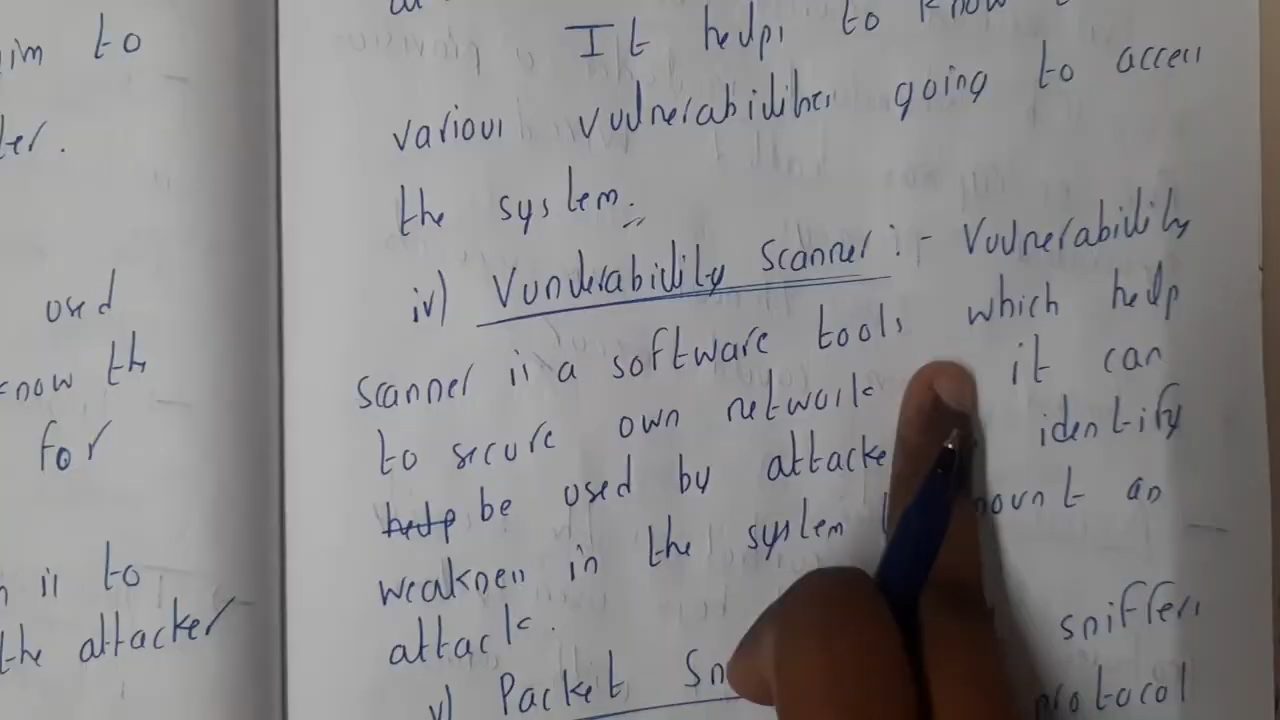 im to
ter.
used
know th
for
n is to
the attacker
It helps to know
various vulnerabilities going to access
the system.
iv) Vunderability Scanner :- Vulnerability
scanner is a software tools which help
to secure own network it can
help be used by attacke identify
weakness in the system mount an
attack.
v) Packet Sn sniffers
protocol